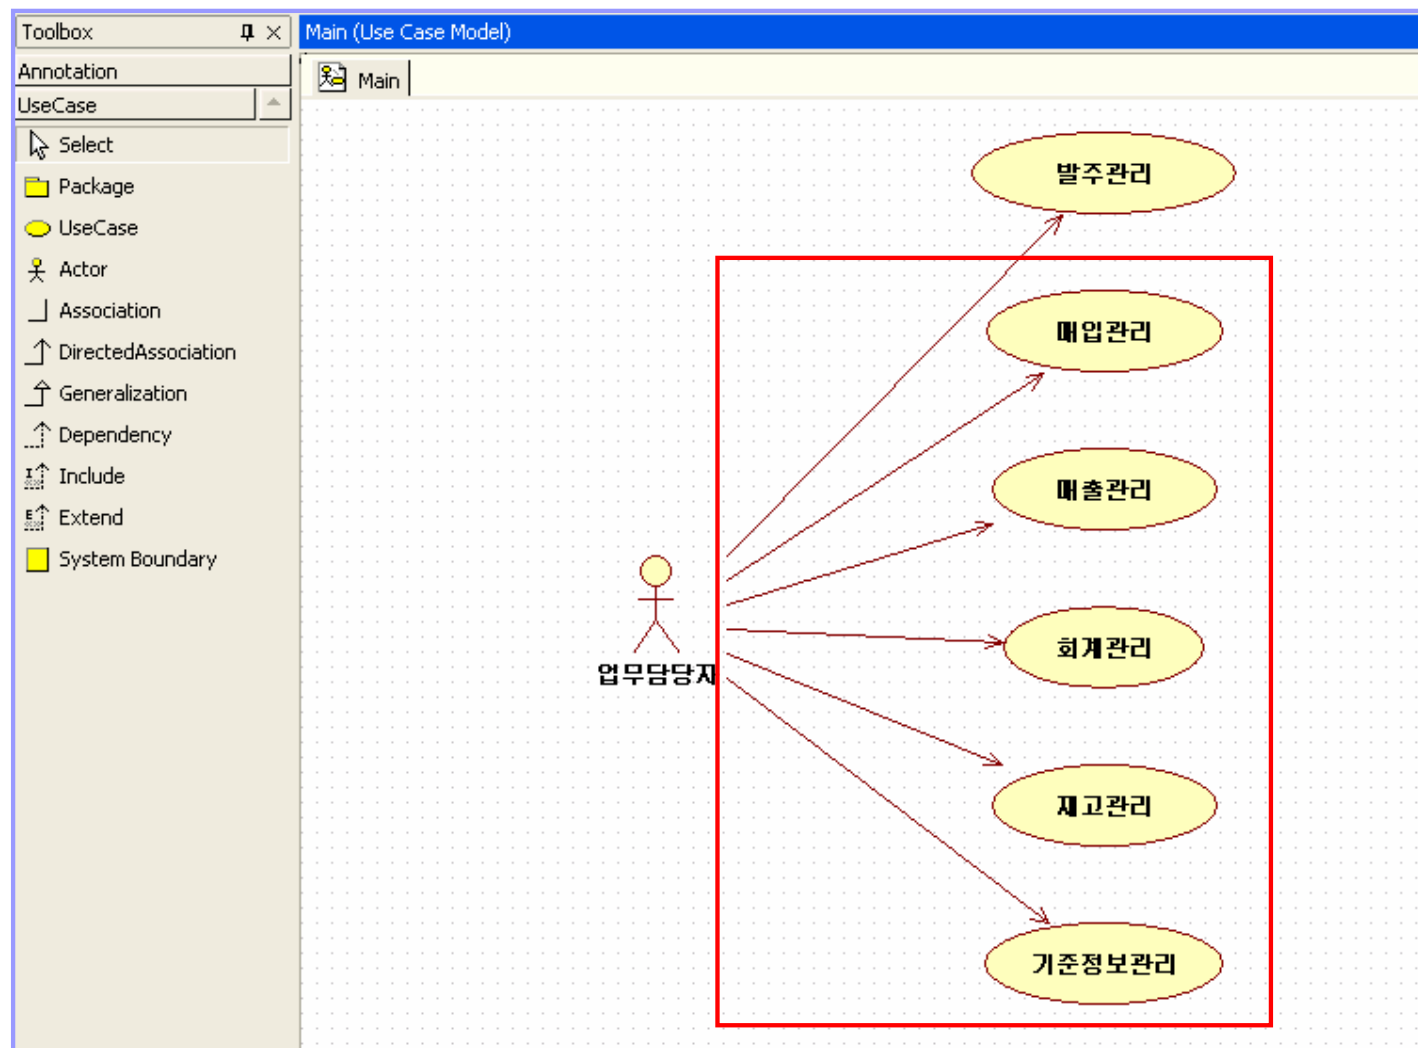 Toolbox
Annotation
UseCase
Select
Package
UseCase
Actor
Association
DirectedAssociation
Generalization
Dependency
Include
Extend
System Boundary
Main (Use Case Model)
Main
발주관리
매입관리
매출관리
업무담당자
회계관리
재고관리
기준정보관리